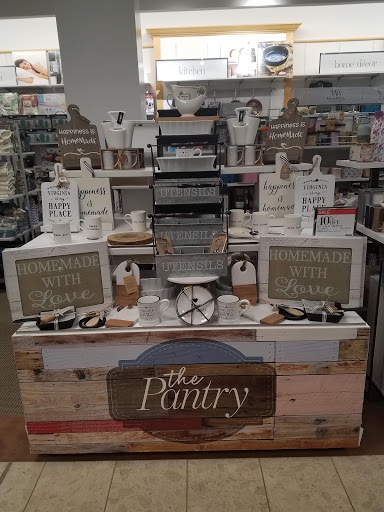 kitchen
home décor
HAPPINESS IS
HOMEMADE
HAPPINESS IS
HOMEMADE
UTENSILS
UTENSILS
UTENSILS
VIRGINIA
is my
HAPPY
PLACE
happiness is
homemade
happiness is
homemade
VIRGINIA
is my
HAPPY
PLACE
SALE
HOMEMADE
WITH
Love
HOMEMADE
WITH
Love
the
Pantry